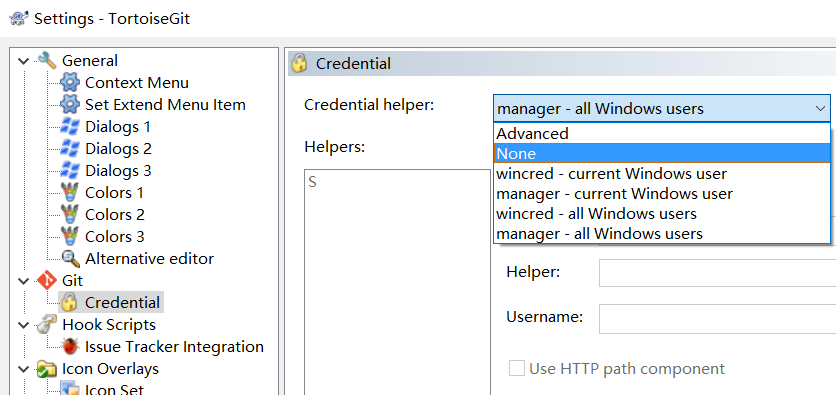 Settings - TortoiseGit
General
Context Menu
Set Extend Menu Item
Dialogs 1
Dialogs 2
Dialogs 3
Colors 1
Colors 2
Colors 3
Alternative editor
Git
Credential
Hook Scripts
Issue Tracker Integration
Icon Overlays
Icon Set
Credential
Credential helper:
manager - all Windows users
Advanced
None
wincred - current Windows user
manager - current Windows user
wincred - all Windows users
manager - all Windows users
Helpers:
S
Helper:
Username:
Use HTTP path component